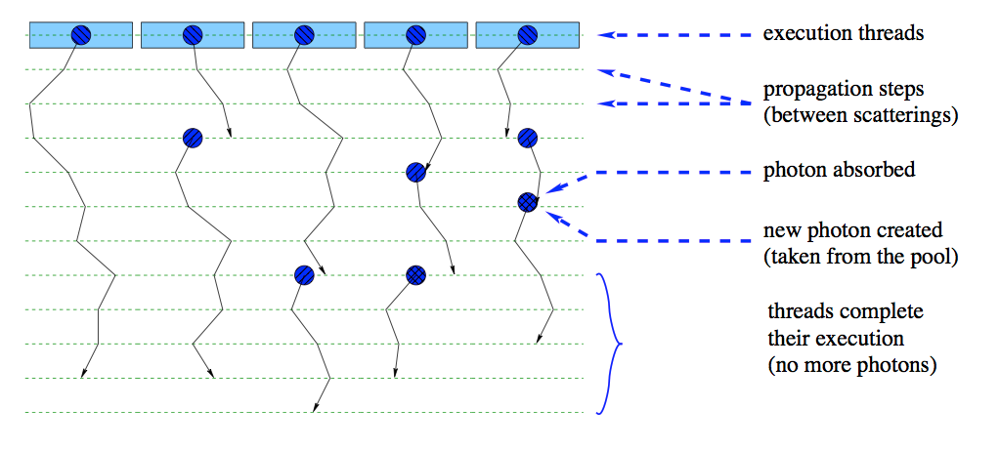 execution threads
propagation steps
(between scatterings)
photon absorbed
new photon created
(taken from the pool)
threads complete
their execution
(no more photons)